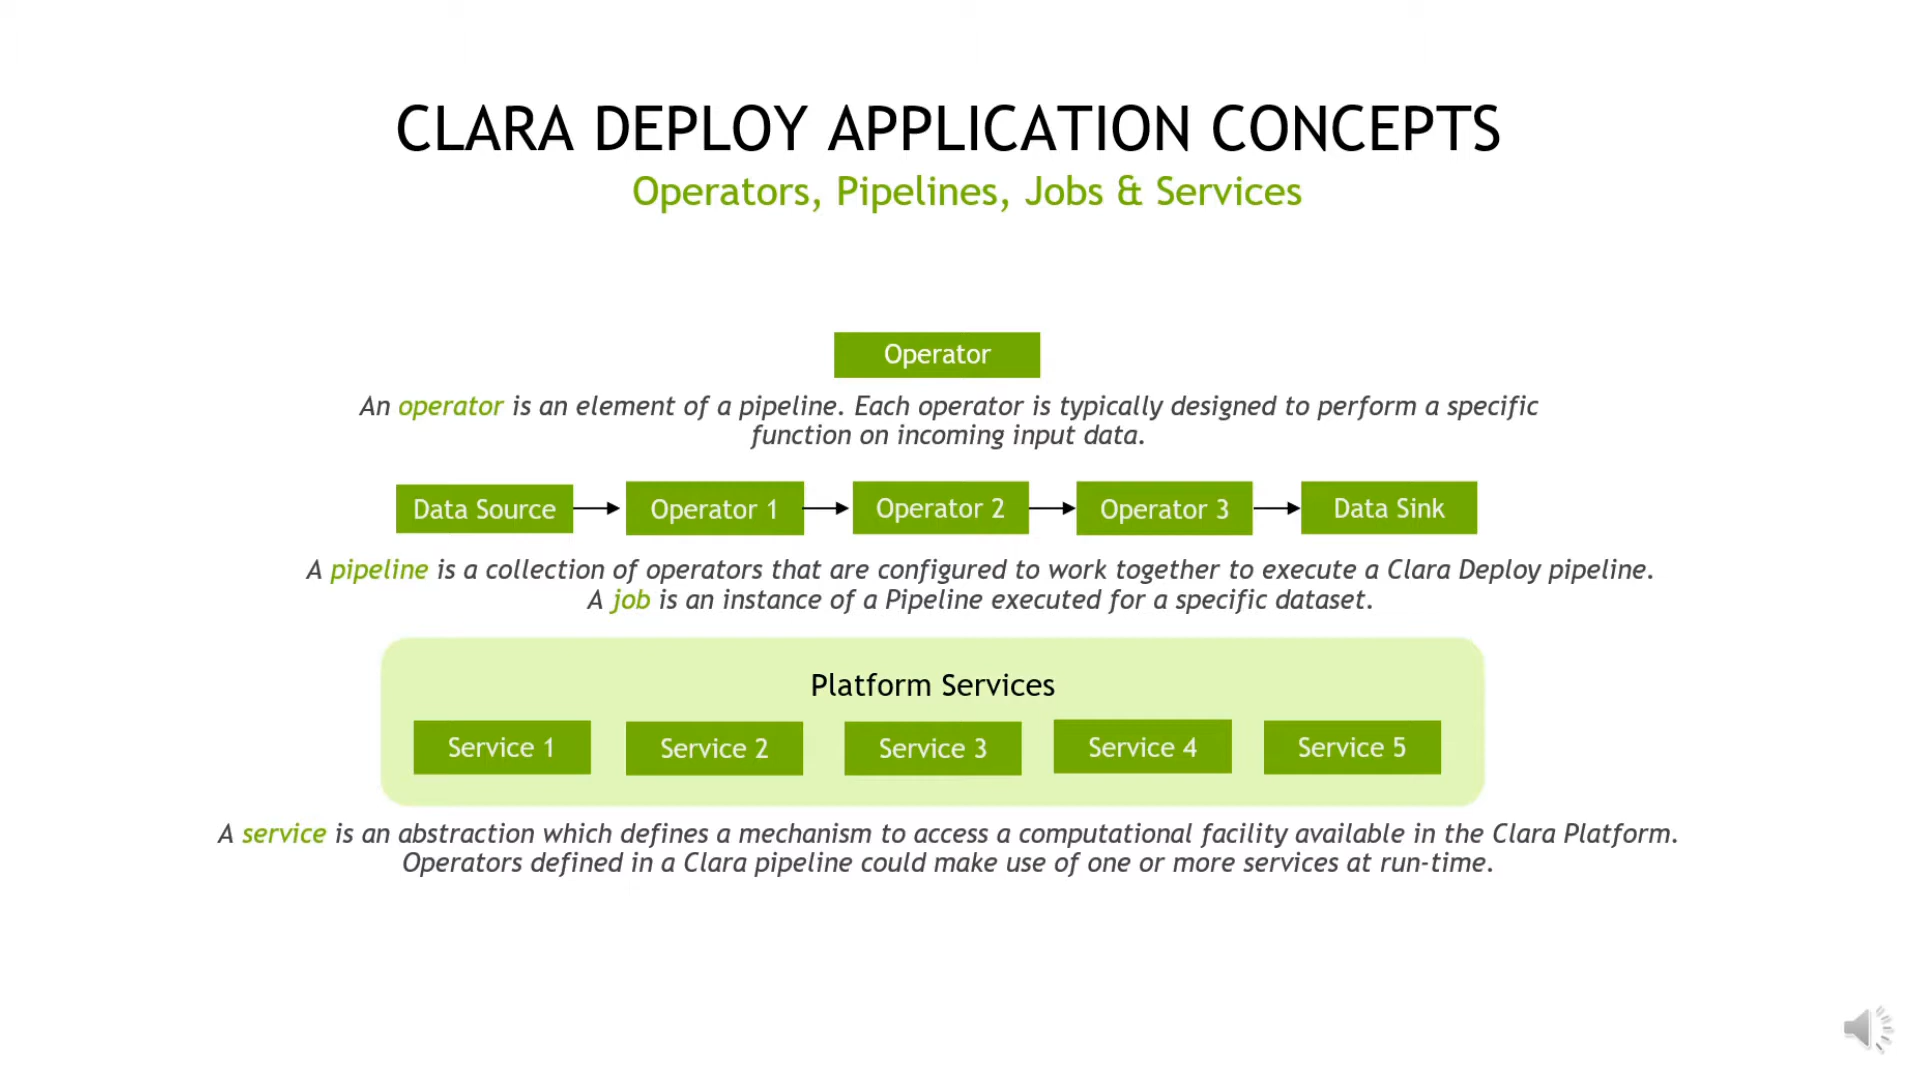 CLARA DEPLOY APPLICATION CONCEPTS
Operators, Pipelines, Jobs & Services
Operator
An operator is an element of a pipeline. Each operator is typically designed to perform a specific
function on incoming input data.
Data Source
Operator 1
Operator 2
Operator 3
Data Sink
A pipeline is a collection of operators that are configured to work together to execute a Clara Deploy pipeline.
A job is an instance of a Pipeline executed for a specific dataset.
Platform Services
Service 1
Service 2
Service 3
Service 4
Service 5
A service is an abstraction which defines a mechanism to access a computational facility available in the Clara Platform.
Operators defined in a Clara pipeline could make use of one or more services at run-time.